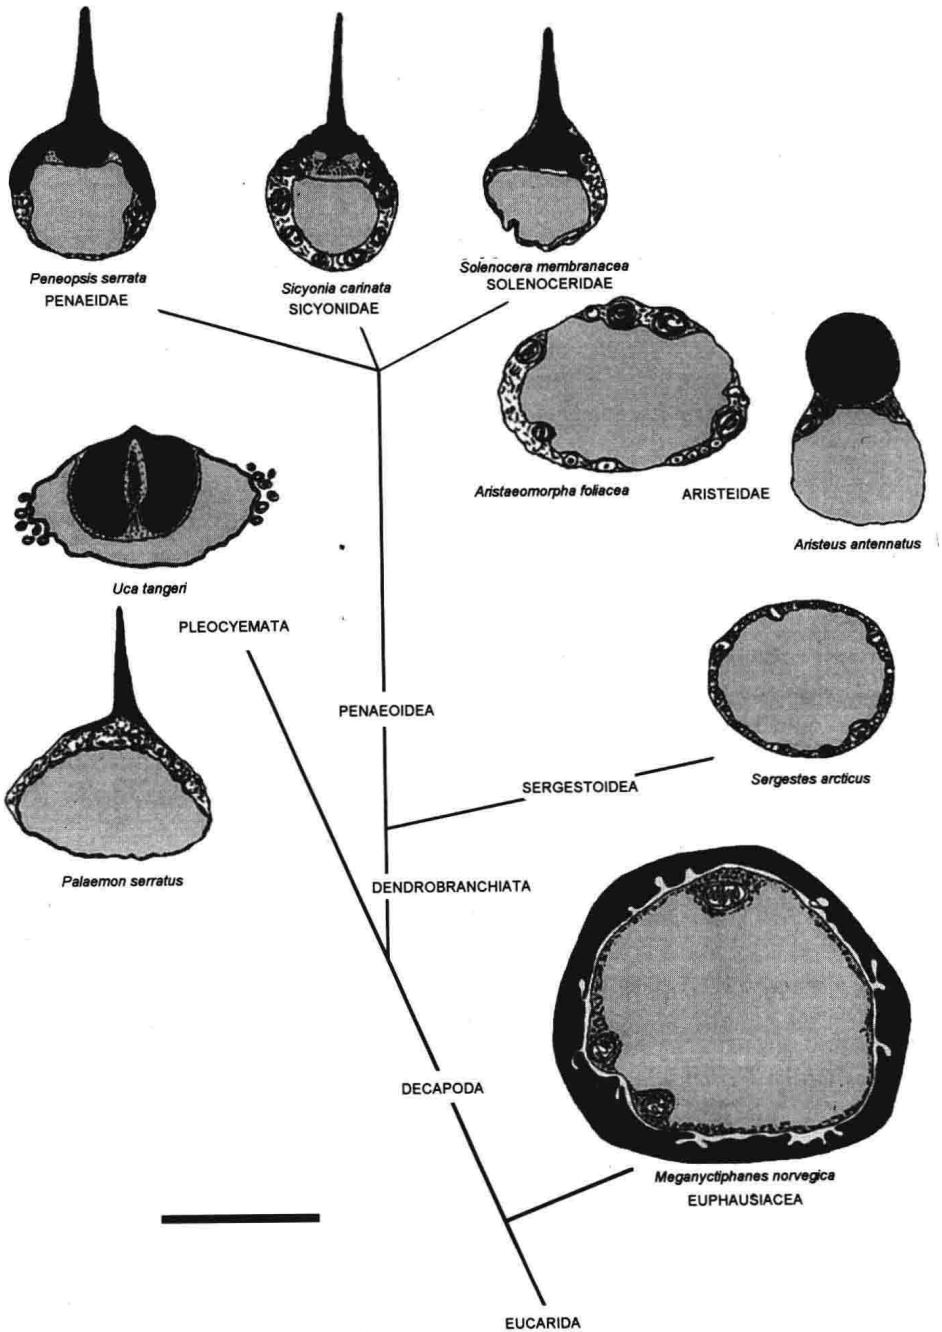 Peneopsis serrata
PENAEIDAE
Sicyonia carinata
SICYONIDAE
Solenocera membranacea
SOLENOCERIDAE
Aristaeomorpha foliacea
ARISTEIDAE
Aristeus antennatus
Uca tangeri
PLEOCYEMATA
PENAEOIDEA
SERGESTOIDEA
Sergestes arcticus
Palaemon serratus
DENDROBRANCHIATA
DECAPODA
Meganyctiphanes norvegica
EUPHAUSIACEA
EUCARIDA